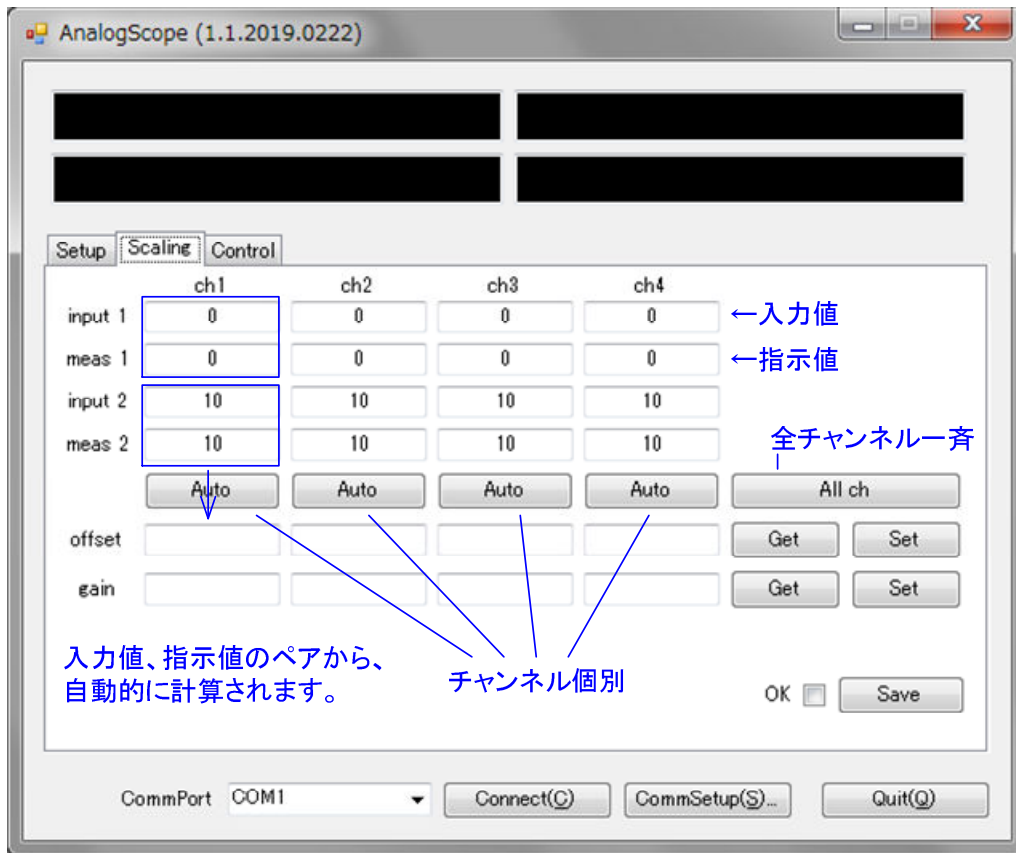 AnalogScope (1.1.2019.0222)
Setup Scaling Control
ch1 ch2 ch3 ch4
input 1 0 0 0 0 ←入力値
meas 1 0 0 0 0 ←指示値
input 2 10 10 10 10
meas 2 10 10 10 10
全チャンネル一斉
Auto Auto Auto Auto All ch
offset Get Set
gain Get Set
入力値、指示値のペアから、
自動的に計算されます。
チャンネル個別
OK Save
CommPort COM1 Connect(C) CommSetup(S)... Quit(Q)